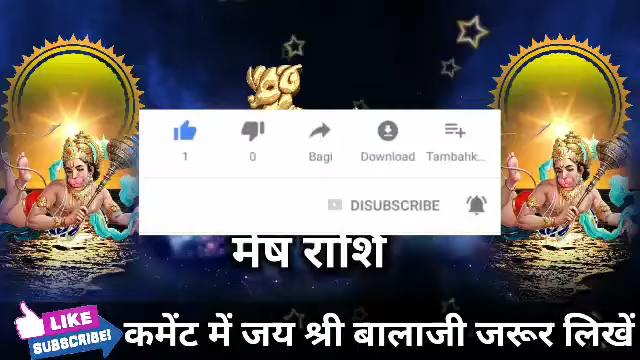 1 0 Bagi Download Tambahk...
DISUBSCRIBE
मेष राशि
LIKE
SUBSCRIBE!
कमेंट में जय श्री बालाजी जरूर लिखें